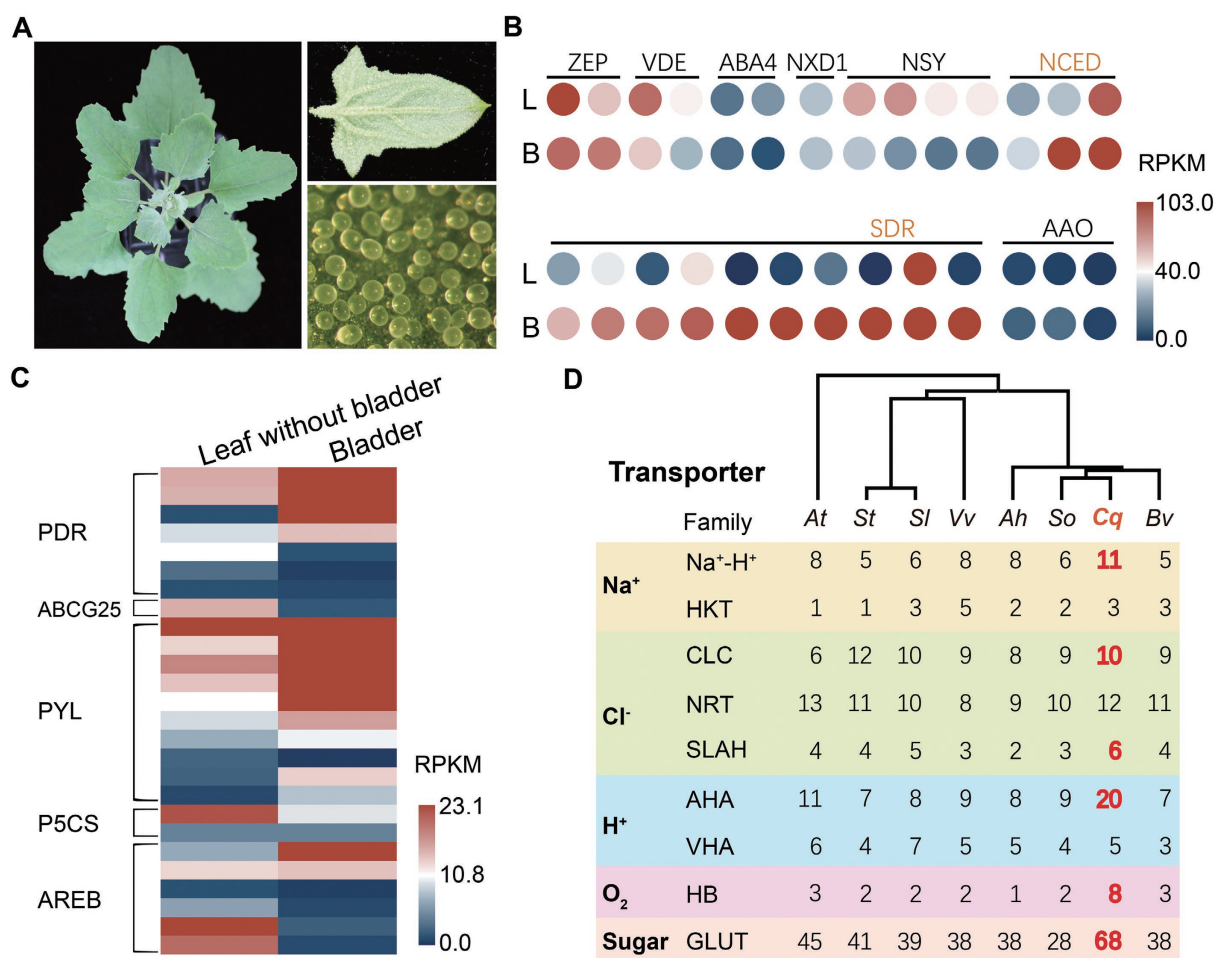 A
B
ZEP VDE ABA4 NXD1 NSY NCED
L
B
RPKM
103.0
40.0
0.0
SDR AAO
L
B
C
Leaf without bladder
Bladder
PDR
ABCG25
PYL
P5CS
AREB
RPKM
23.1
10.8
0.0
D
Transporter
Family At St Sl Vv Ah So Cq Bv
Na⁺
Na⁺-H⁺ 8 5 6 8 8 6 11 5
HKT 1 1 3 5 2 2 3 3
Cl⁻
CLC 6 12 10 9 8 9 10 9
NRT 13 11 10 8 9 10 12 11
SLAH 4 4 5 3 2 3 6 4
H⁺
AHA 11 7 8 9 8 9 20 7
VHA 6 4 7 5 5 4 5 3
O₂ HB 3 2 2 2 1 2 8 3
Sugar GLUT 45 41 39 38 38 28 68 38